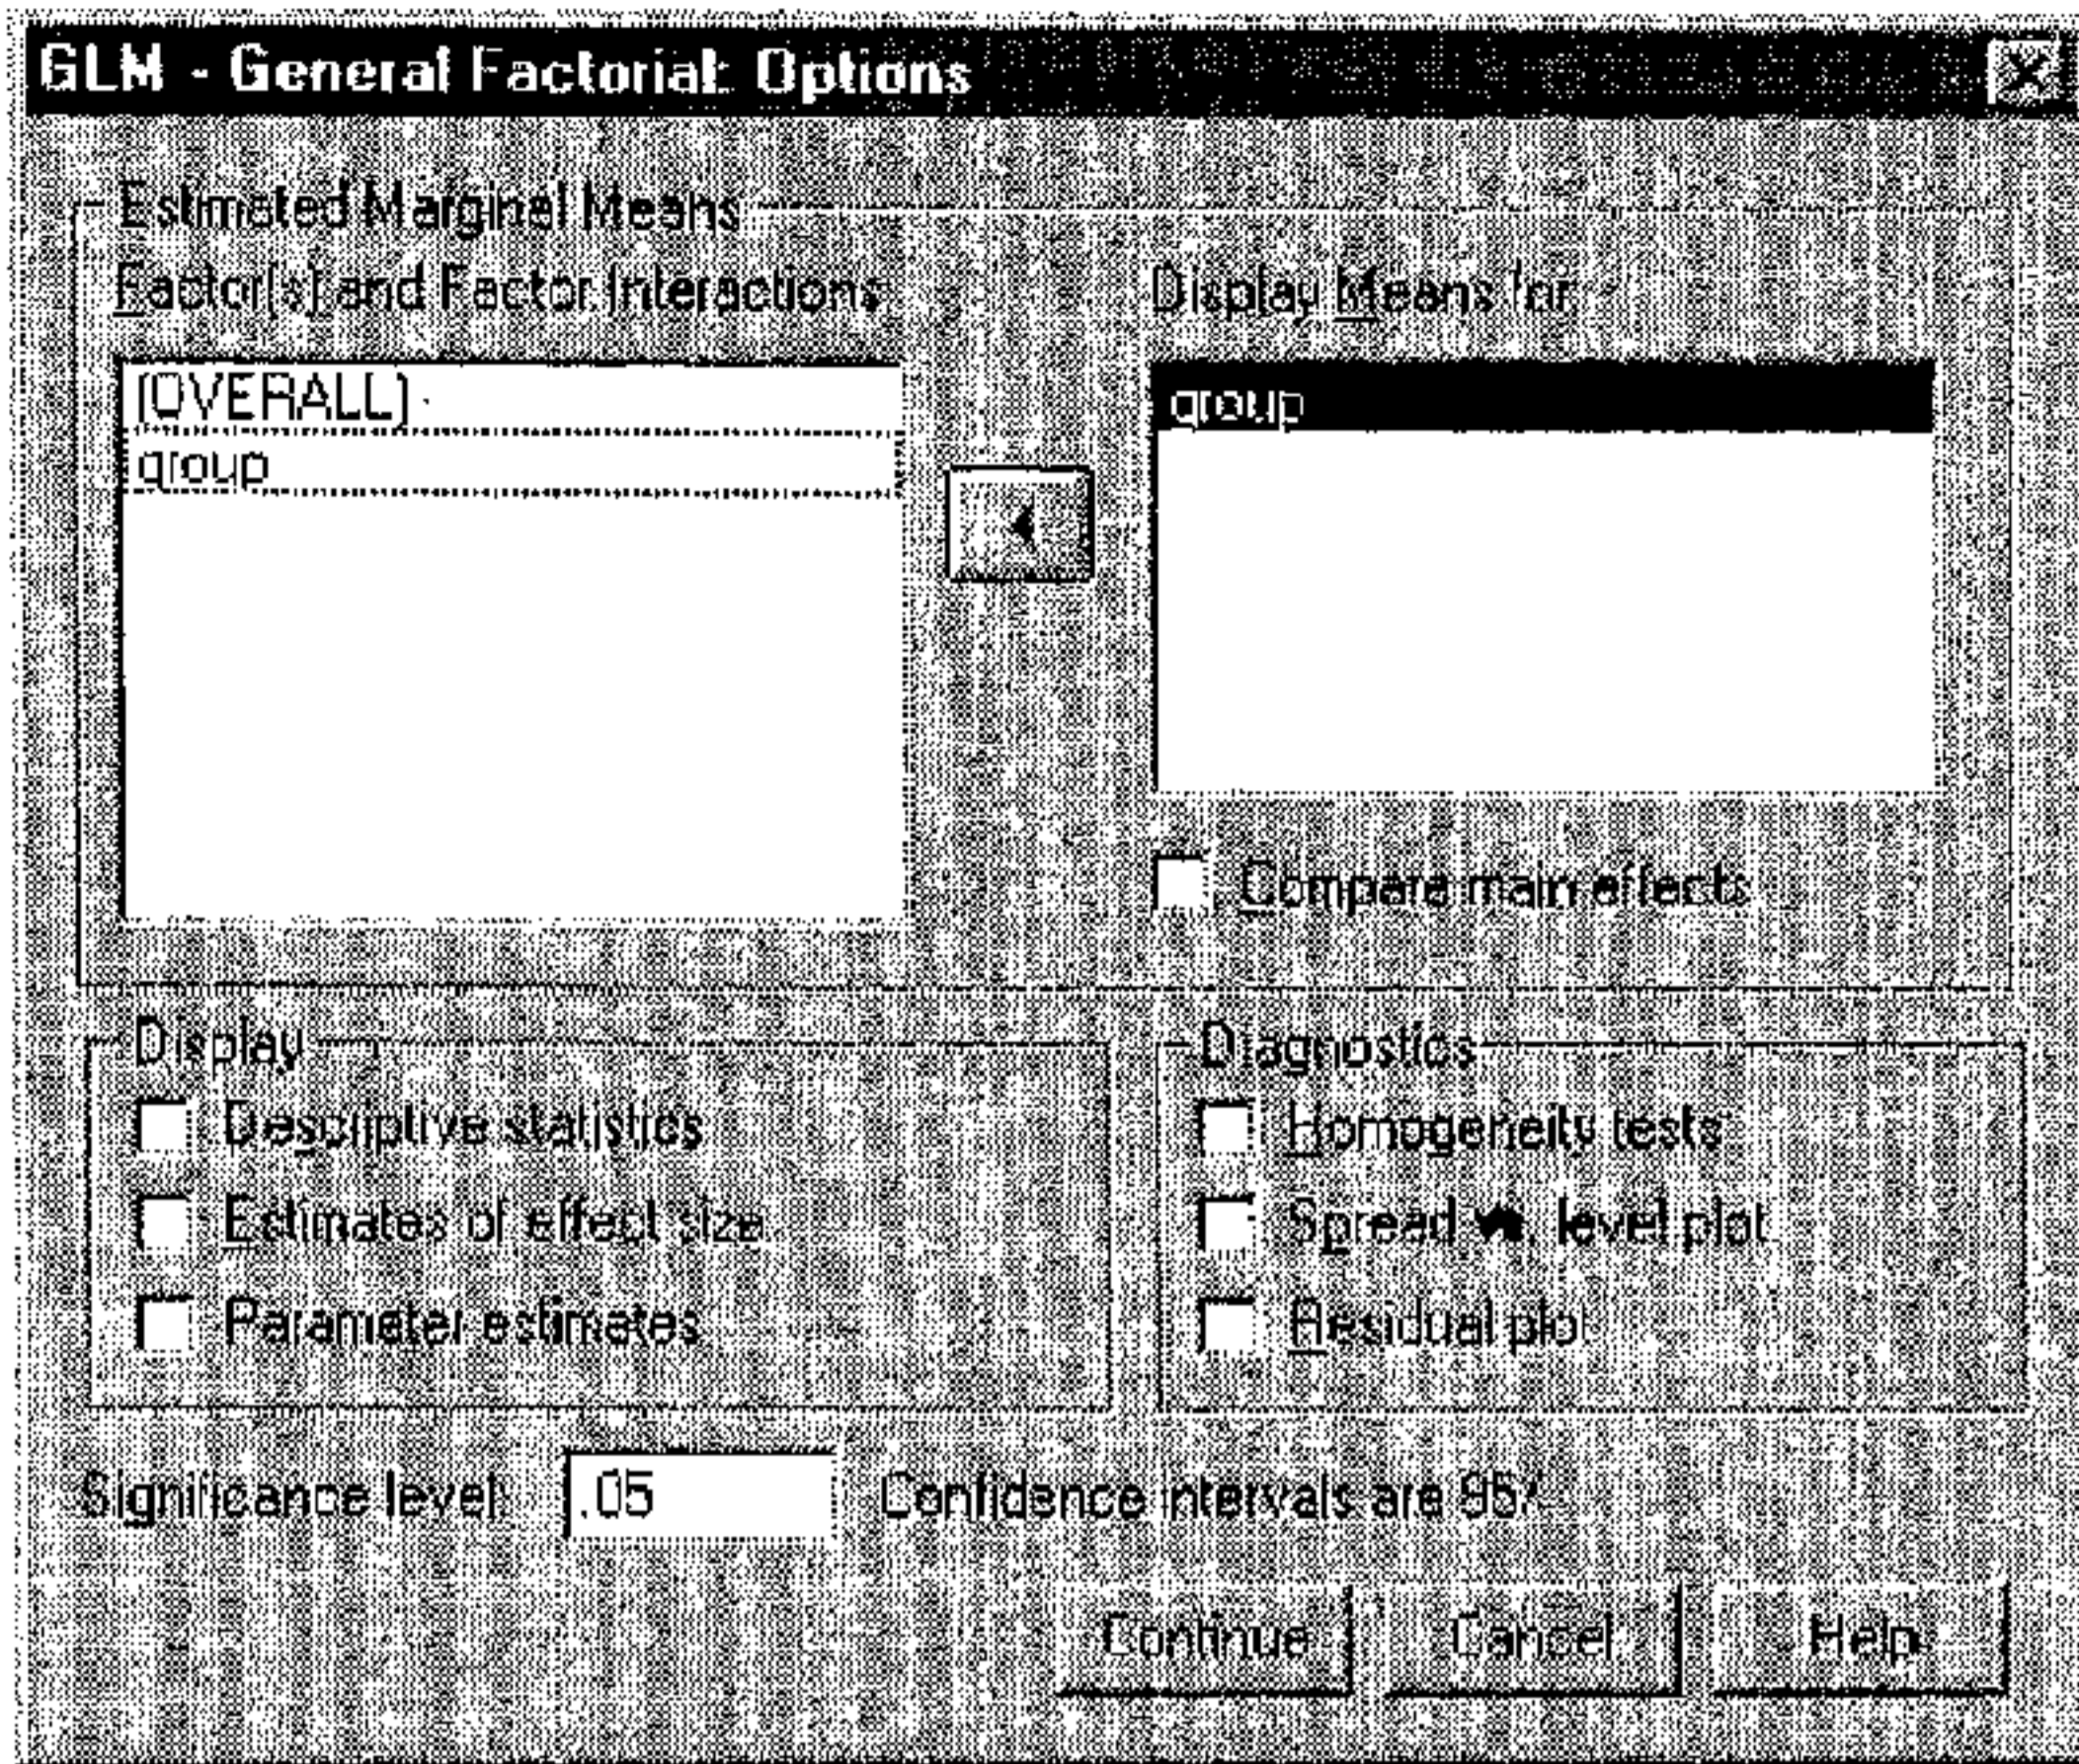 GLM - General Factorial: Options
Estimated Marginal Means
Factor(s) and Factor Interactions
Display Means for
(OVERALL)
group
group
Compare main effects
Display
Descriptive statistics
Estimates of effect size
Parameter estimates
Diagnostics
Homogeneity tests
Spread vs. level plot
Residual plot
Significance level: .05 Confidence intervals are 95%
Continue Cancel Help